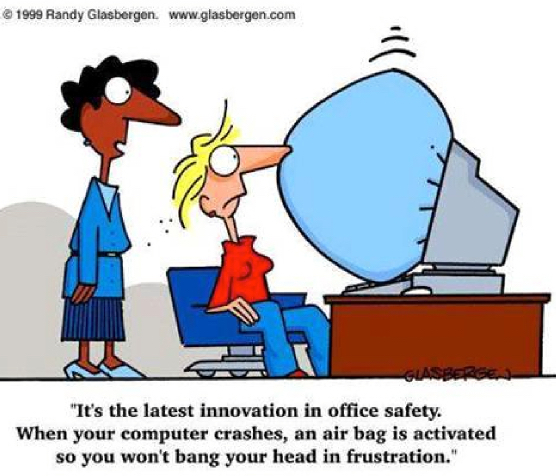 © 1999 Randy Glasbergen. www.glasbergen.com
GLASBERGEN
"It's the latest innovation in office safety.
When your computer crashes, an air bag is activated
so you won't bang your head in frustration."